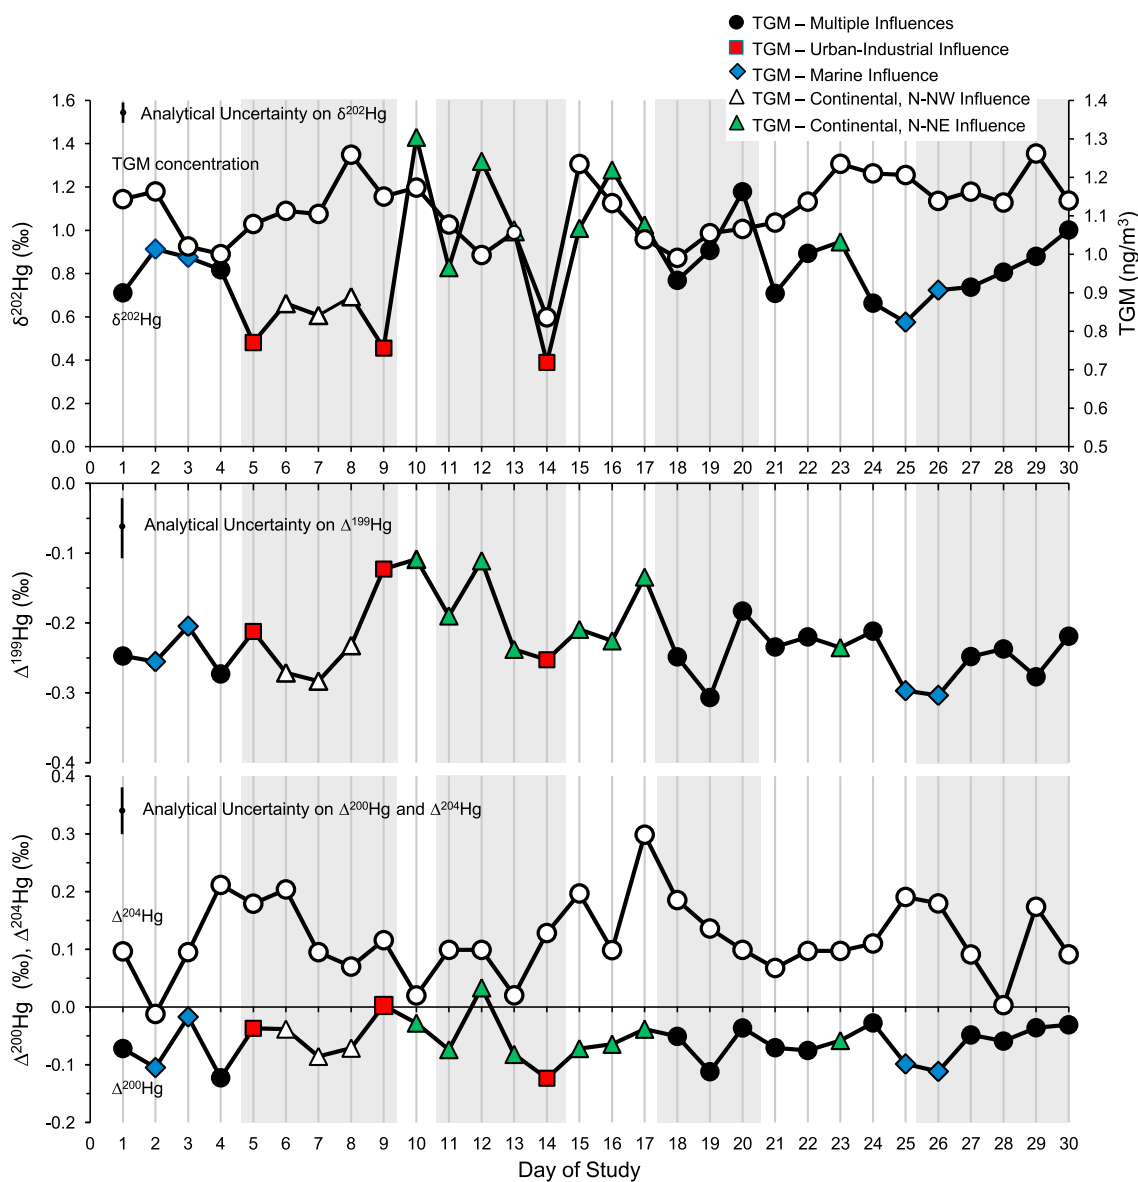 TGM – Multiple Influences
TGM – Urban-Industrial Influence
TGM – Marine Influence
TGM – Continental, N-NW Influence
TGM – Continental, N-NE Influence
Analytical Uncertainty on δ²⁰²Hg
TGM concentration
δ²⁰²Hg
δ²⁰²Hg (‰)
1.6
1.4
1.2
1.0
0.8
0.6
0.4
0.2
0.0
TGM (ng/m³)
1.4
1.3
1.2
1.1
1.0
0.9
0.8
0.7
0.6
0.5
0 1 2 3 4 5 6 7 8 9 10 11 12 13 14 15 16 17 18 19 20 21 22 23 24 25 26 27 28 29 30
Analytical Uncertainty on Δ¹⁹⁹Hg
Δ¹⁹⁹Hg (‰)
0.0
-0.1
-0.2
-0.3
-0.4
Analytical Uncertainty on Δ²⁰⁰Hg and Δ²⁰⁴Hg
Δ²⁰⁴Hg
Δ²⁰⁰Hg
Δ²⁰⁰Hg (‰), Δ²⁰⁴Hg (‰)
0.4
0.3
0.2
0.1
0.0
-0.1
-0.2
0 1 2 3 4 5 6 7 8 9 10 11 12 13 14 15 16 17 18 19 20 21 22 23 24 25 26 27 28 29 30
Day of Study